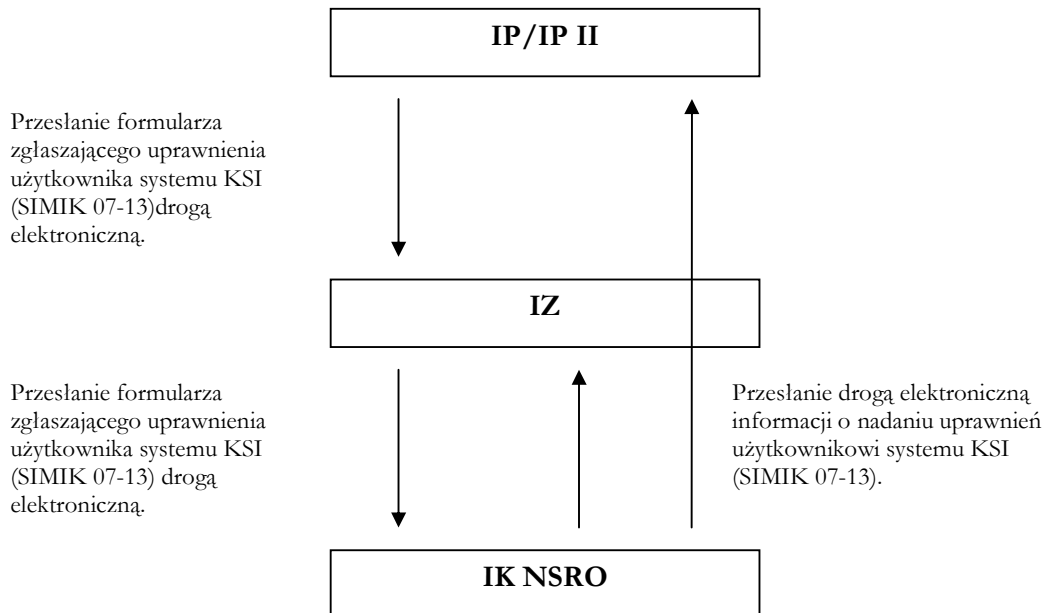 IP/IP II
Przesłanie formularza
zgłaszającego uprawnienia
użytkownika systemu KSI
(SIMIK 07-13)drogą
elektroniczną.
IZ
Przesłanie formularza
zgłaszającego uprawnienia
użytkownika systemu KSI
(SIMIK 07-13) drogą
elektroniczną.
Przesłanie drogą elektroniczną
informacji o nadaniu uprawnień
użytkownikowi systemu KSI
(SIMIK 07-13).
IK NSRO